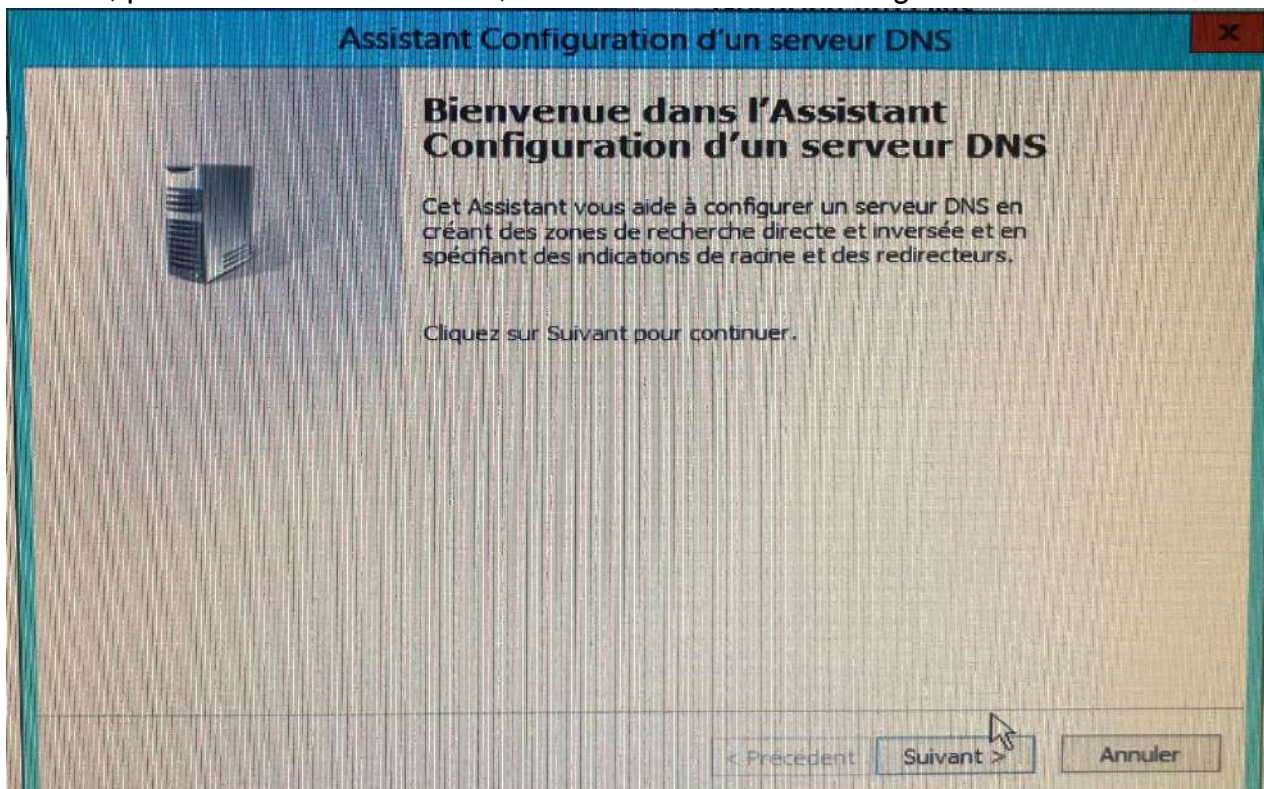 Assistant Configuration d'un serveur DNS
x
Bienvenue dans l'Assistant
Configuration d'un serveur DNS
Cet Assistant vous aide à configurer un serveur DNS en
créant des zones de recherche directe et inversée et en
spécifiant des indications de racine et des redirecteurs.
Cliquez sur Suivant pour continuer.
< Précédent Suivant > Annuler